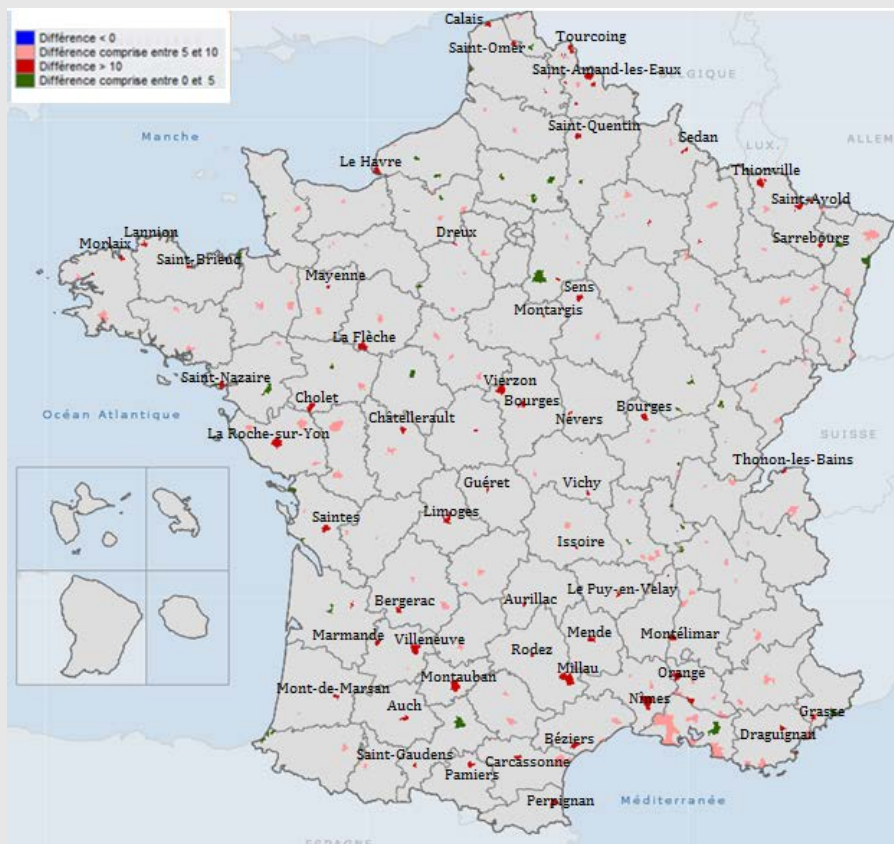 Différence < 0
Différence comprise entre 5 et 10
Différence > 10
Différence comprise entre 0 et 5
Calais
Tourcoing
Saint-Omer
Saint-Amand-les-Eaux
BELGIQUE
Manche
Saint-Quentin
Sedan
LUX.
ALLEM
Le Havre
Thionville
Saint-Avold
Lannion
Dreux
Morlaix
Sarrebourg
Saint-Brieuc
Mayenne
Sens
Montargis
La Flèche
Saint-Nazaire
Vierzon
Océan Atlantique
Cholet
Bourges
Nevers
Bourges
Châtellerault
La Roche-sur-Yon
SUISSE
Thonon-les-Bains
Guéret
Vichy
Saintes
Limoges
Issoire
Bergerac
Aurillac
Le Puy-en-Velay
Marmande
Villeneuve
Mende
Montélimar
Rodez
Millau
Orange
Mont-de-Marsan
Montauban
Nîmes
Auch
Grasse
Draguignan
Béziers
Saint-Gaudens
Carcassonne
Pamiers
Perpignan
Méditerranée
ESPAGNE